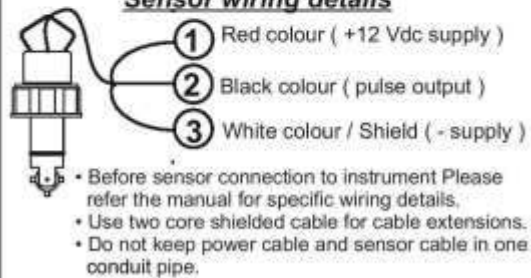 Sensor wiring details
1 Red colour ( +12 Vdc supply )
2 Black colour ( pulse output )
3 White colour / Shield ( - supply )
• Before sensor connection to instrument Please
refer the manual for specific wiring details.
• Use two core shielded cable for cable extensions.
• Do not keep power cable and sensor cable in one
conduit pipe.